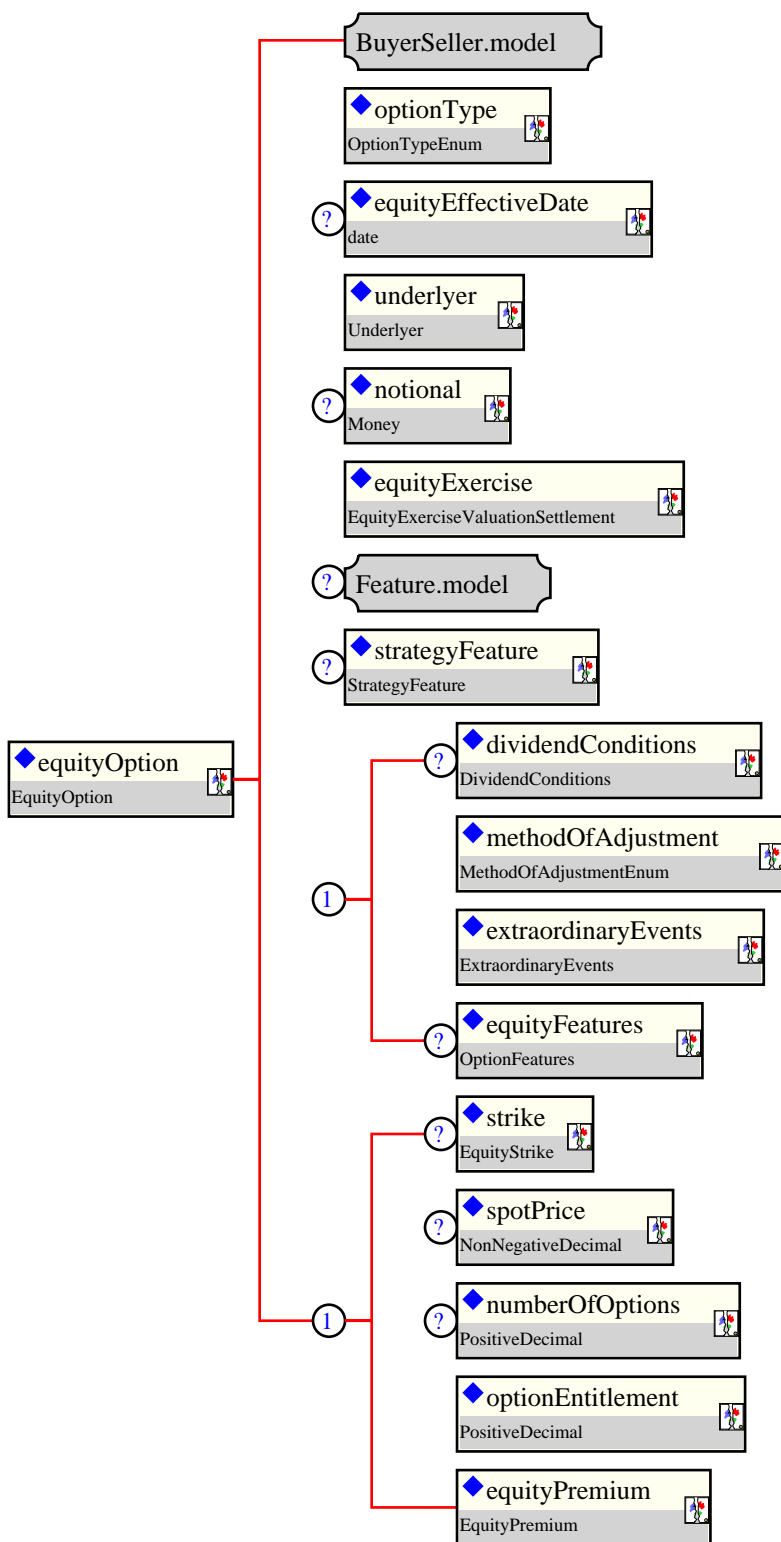 BuyerSeller.model
optionType
OptionTypeEnum
?
equityEffectiveDate
date
underlyer
Underlyer
?
notional
Money
equityExercise
EquityExerciseValuationSettlement
?
Feature.model
?
strategyFeature
StrategyFeature
equityOption
EquityOption
1
?
dividendConditions
DividendConditions
methodOfAdjustment
MethodOfAdjustmentEnum
extraordinaryEvents
ExtraordinaryEvents
?
equityFeatures
OptionFeatures
1
?
strike
EquityStrike
?
spotPrice
NonNegativeDecimal
?
numberOfOptions
PositiveDecimal
optionEntitlement
PositiveDecimal
equityPremium
EquityPremium